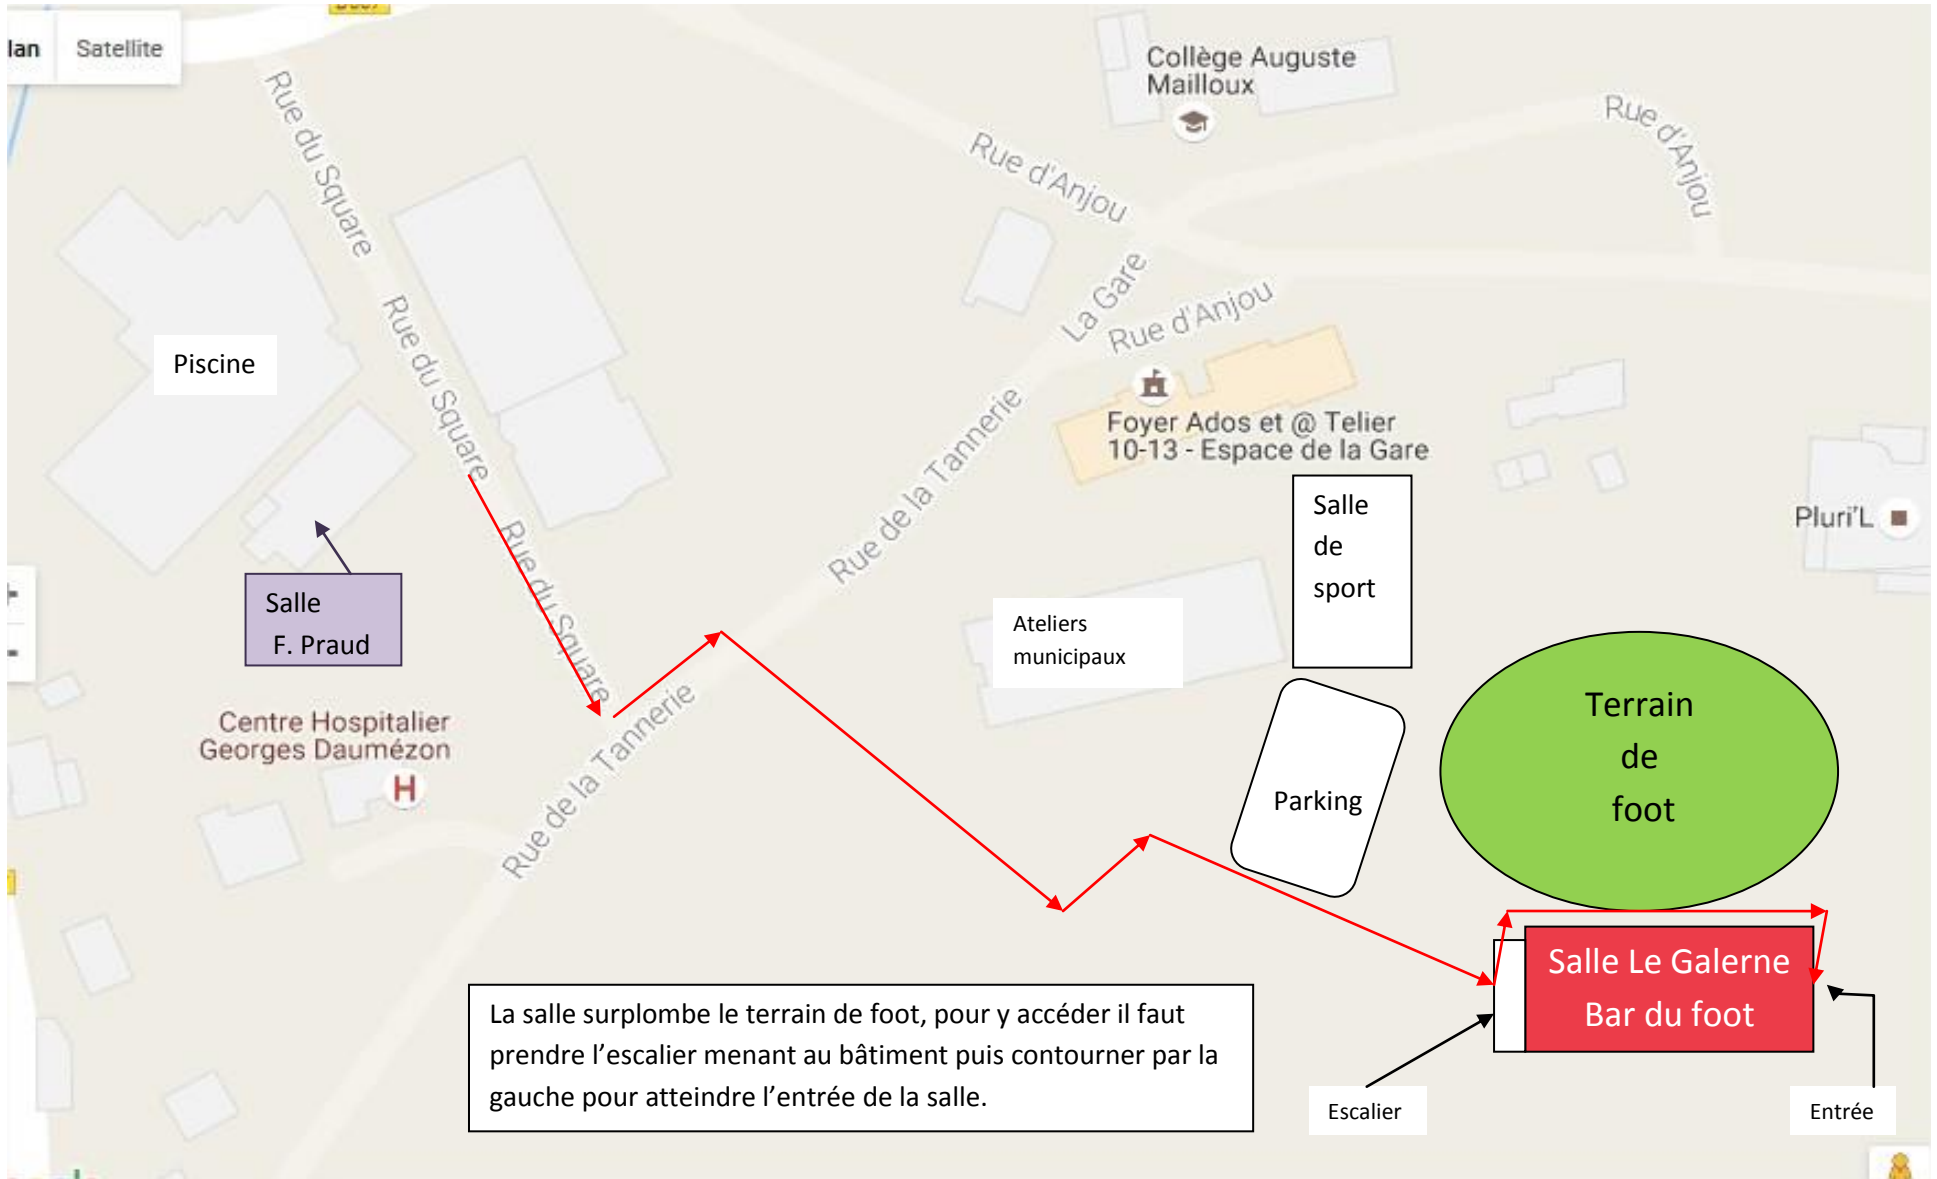 lan
Satellite
Collège Auguste
Mailloux
Rue d'Anjou
Rue du Square
Rue d'Anjou
La Gare
Rue d'Anjou
Rue du Square
Piscine
Foyer Ados et @ Telier
10-13 - Espace de la Gare
Rue de la Tannerie
Salle
de
sport
Pluri'L
Rue du Square
Salle
F. Praud
Ateliers
municipaux
Centre Hospitalier
Georges Daumézon
H
Rue de la Tannerie
Terrain
de
foot
Parking
Salle Le Galerne
Bar du foot
La salle surplombe le terrain de foot, pour y accéder il faut
prendre l’escalier menant au bâtiment puis contourner par la
gauche pour atteindre l’entrée de la salle.
Escalier
Entrée